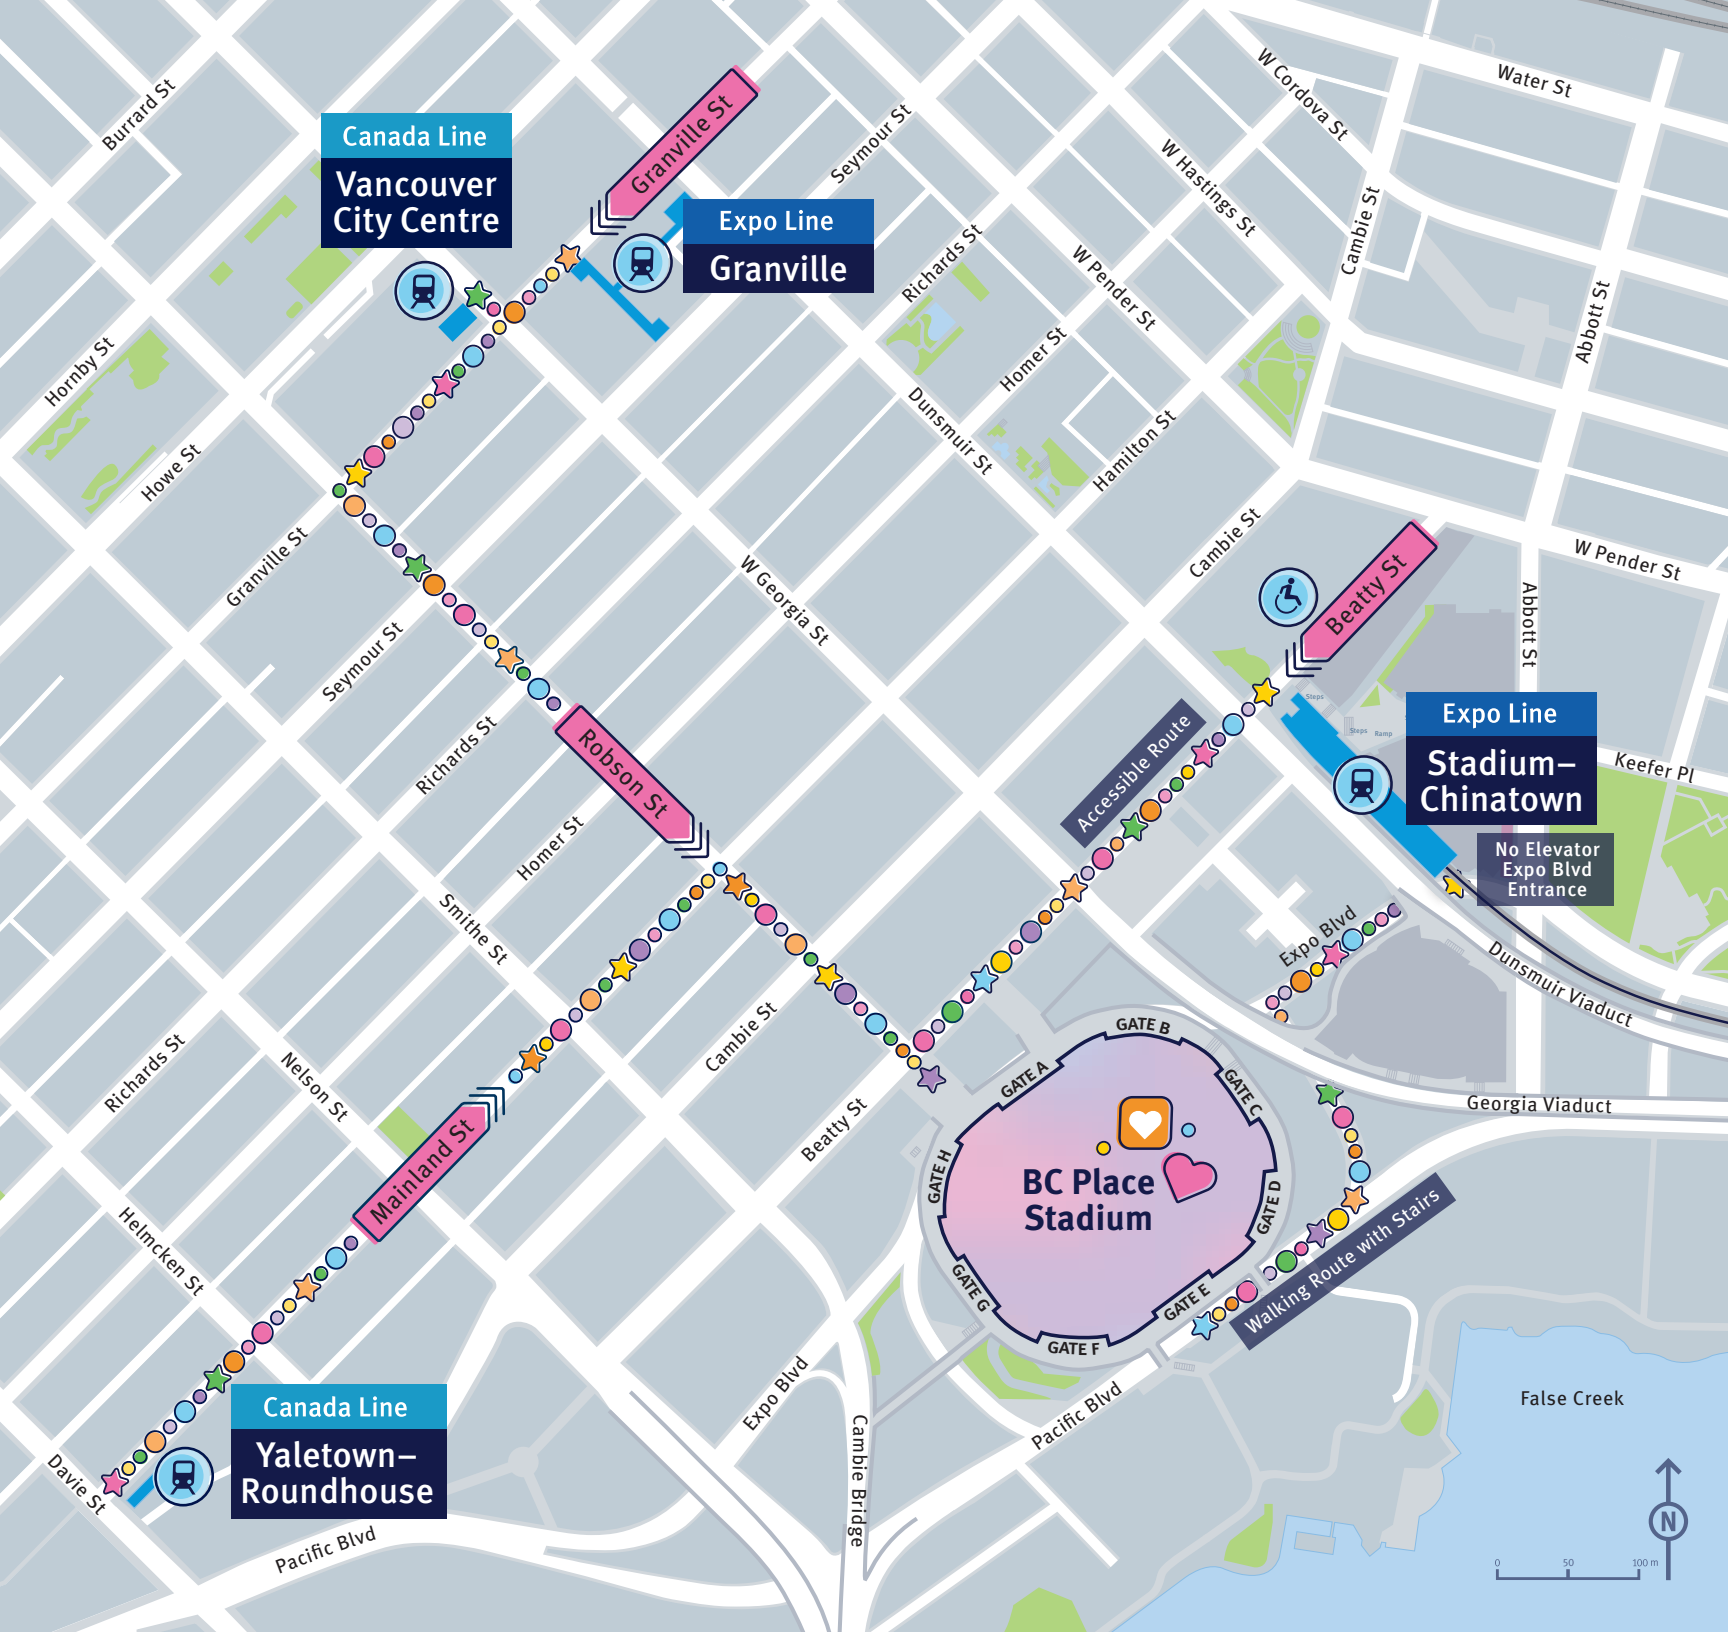 Water St
W Cordova St
Burrard St
Granville St
Seymour St
Canada Line
Vancouver
City Centre
W Hastings St
Cambie St
Expo Line
Granville
Richards St
W Pender St
Abbott St
Homer St
Hornby St
Dunsmuir St
Hamilton St
Howe St
Cambie St
Beatty St
W Pender St
Granville St
W Georgia St
Abbott St
Seymour St
Steps
Steps
Ramp
Expo Line
Stadium–
Chinatown
Keefer Pl
Richards St
Robson St
Accessible Route
No Elevator
Expo Blvd
Entrance
Homer St
Smithe St
Expo Blvd
Dunsmuir Viaduct
Cambie St
GATE B
GATE A
GATE C
Richards St
Nelson St
Georgia Viaduct
Beatty St
Mainland St
GATE H
BC Place
Stadium
GATE D
Helmcken St
Walking Route with Stairs
GATE G
GATE E
GATE F
Expo Blvd
Pacific Blvd
False Creek
Canada Line
Yaletown–
Roundhouse
Cambie Bridge
Davie St
Pacific Blvd
N
0 50 100 m